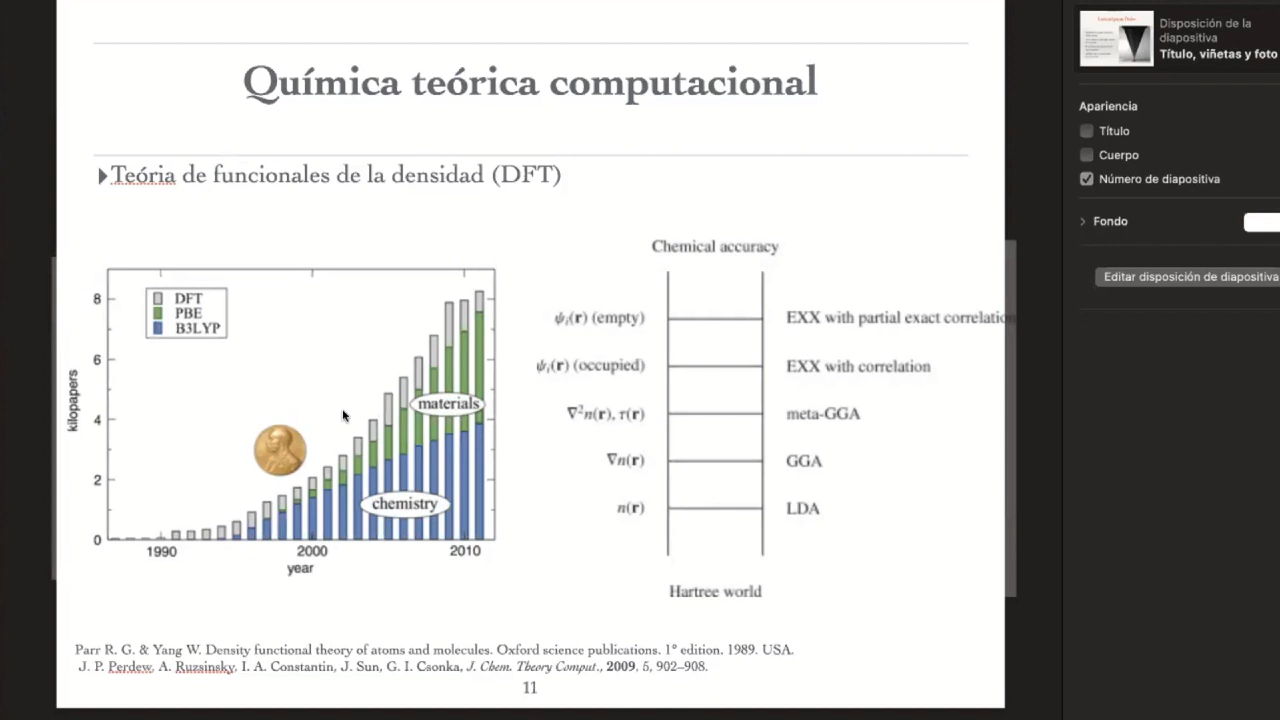 Química teórica computacional
Teória de funcionales de la densidad (DFT)
DFT
PBE
B3LYP
8
6
4
2
0
kilopapers
materials
chemistry
1990
2000
2010
year
Chemical accuracy
ψᵢ(r) (empty)
EXX with partial exact correlation
ψᵢ(r) (occupied)
EXX with correlation
∇²n(r), τ(r)
meta-GGA
∇n(r)
GGA
n(r)
LDA
Hartree world
Parr R. G. & Yang W. Density functional theory of atoms and molecules. Oxford science publications. 1° edition. 1989. USA.
J. P. Perdew, A. Ruzsinsky, I. A. Constantin, J. Sun, G. I. Csonka, J. Chem. Theory Comput., 2009, 5, 902–908.
11
Disposición de la
diapositiva
Título, viñetas y foto
Apariencia
Título
Cuerpo
Número de diapositiva
Fondo
Editar disposición de diapositiva